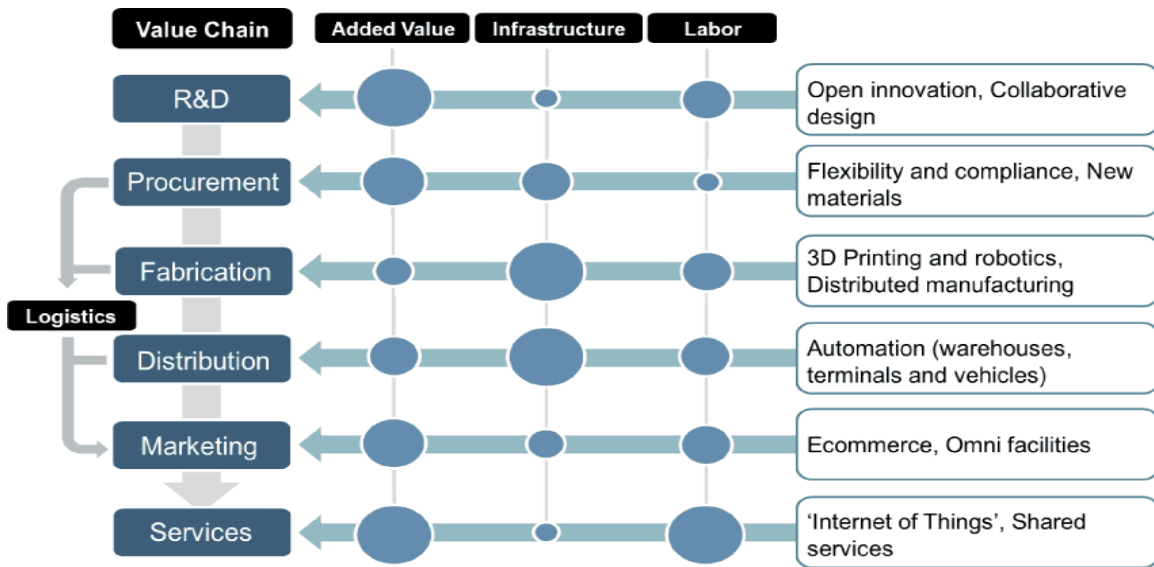 Value Chain
Added Value
Infrastructure
Labor
R&D
Open innovation, Collaborative
design
Procurement
Flexibility and compliance, New
materials
Fabrication
3D Printing and robotics,
Distributed manufacturing
Logistics
Distribution
Automation (warehouses,
terminals and vehicles)
Marketing
Ecommerce, Omni facilities
Services
‘Internet of Things’, Shared
services